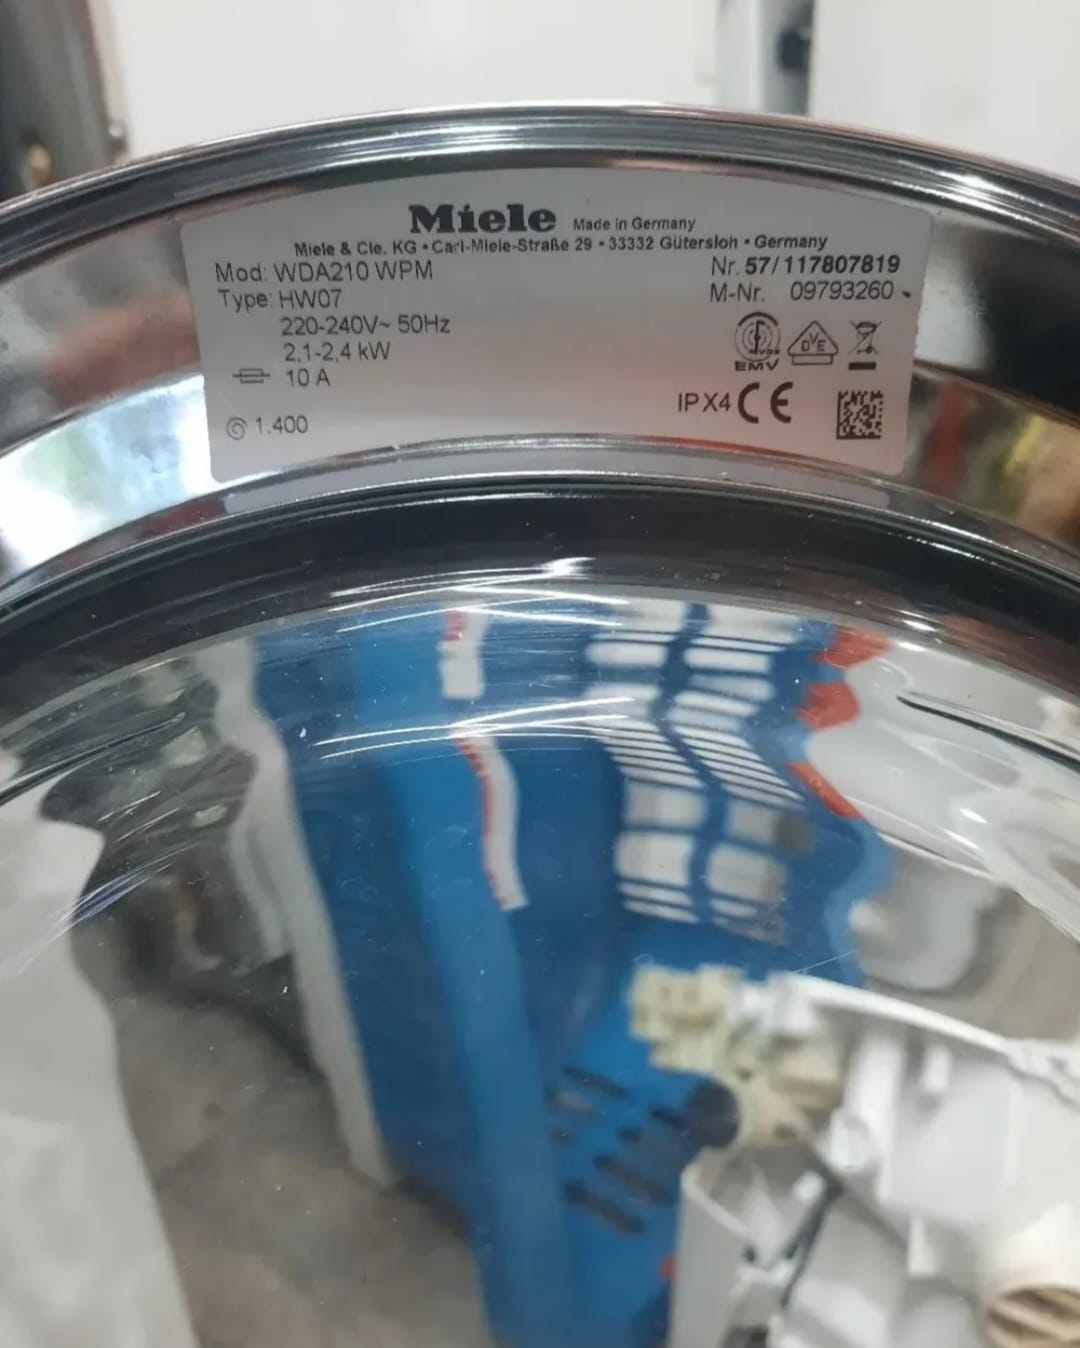 Miele Made in Germany
Miele & Cie. KG • Carl-Miele-Straße 29 • 33332 Gütersloh • Germany
Mod: WDA210 WPM
Nr. 57/117807819
Type: HW07
M-Nr. 09793260
220-240V~ 50Hz
2,1-2,4 kW
10 A
EMV
DVE
IPX4 CE
1.400